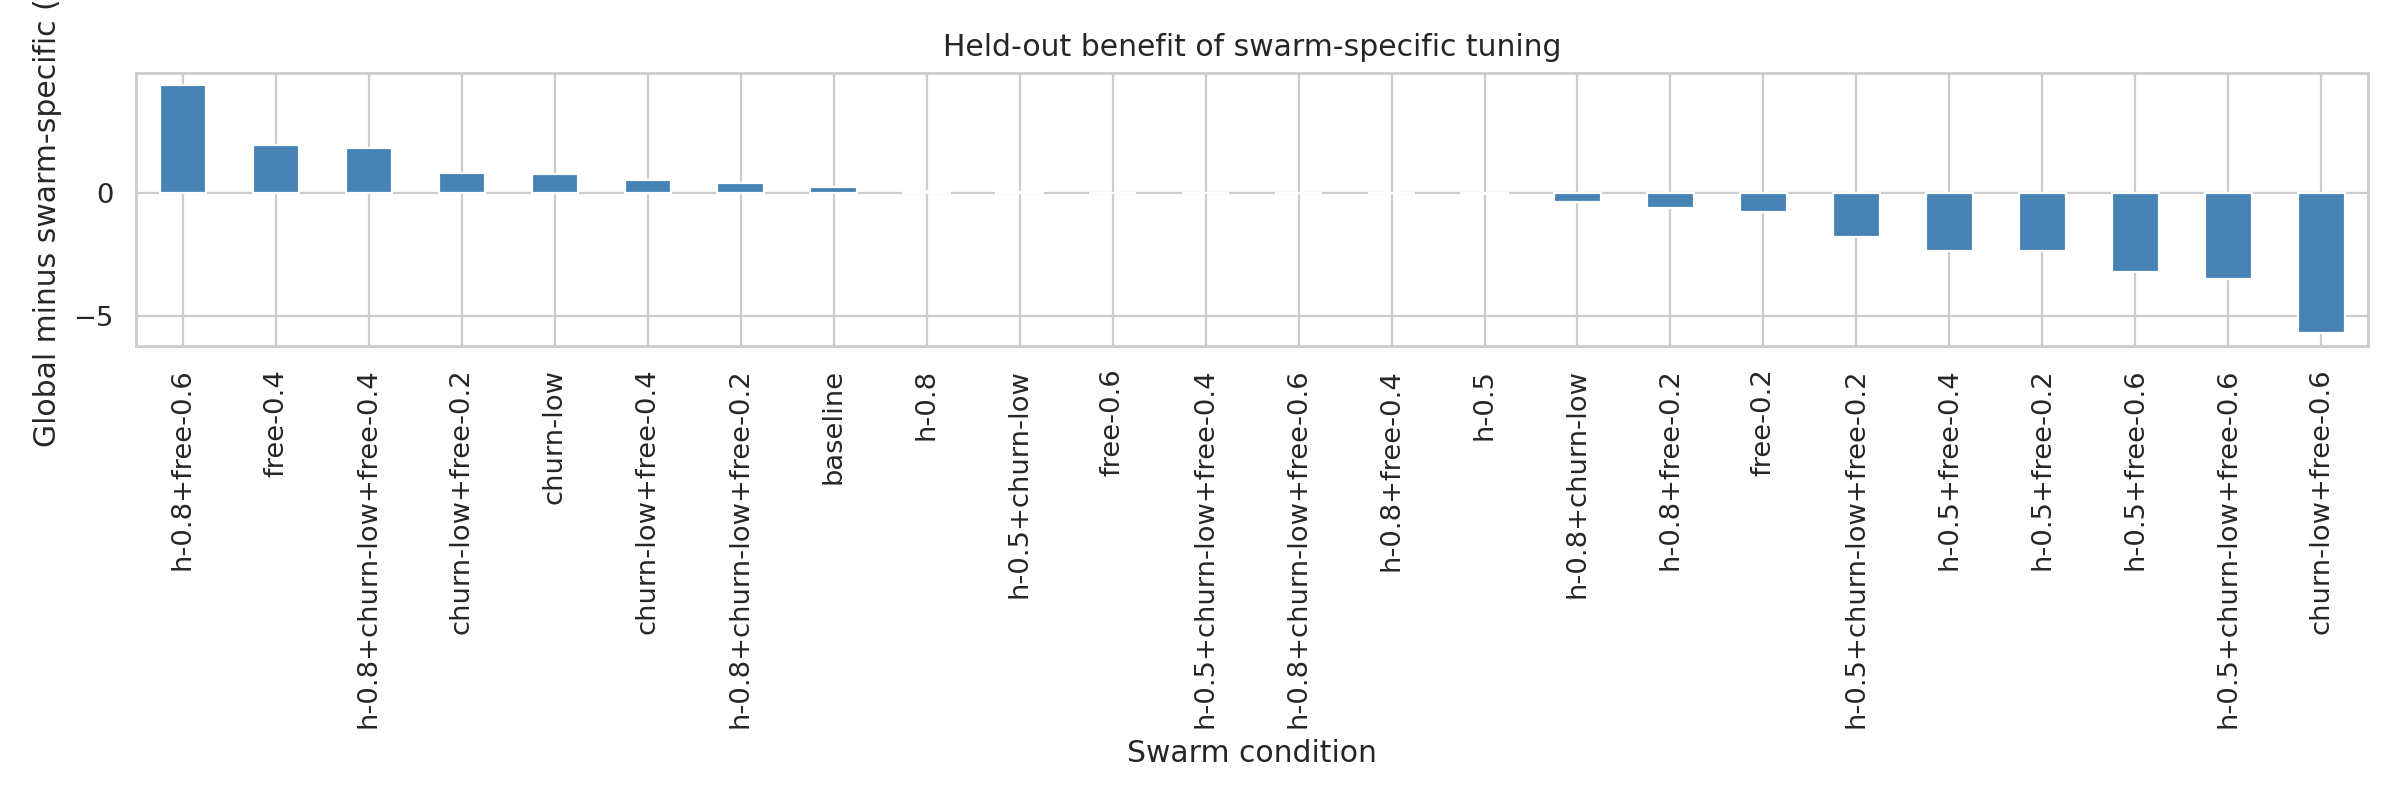 Held-out benefit of swarm-specific tuning
Global minus swarm-specific (
0
−5
h-0.8+free-0.6
free-0.4
h-0.8+churn-low+free-0.4
churn-low+free-0.2
churn-low
churn-low+free-0.4
h-0.8+churn-low+free-0.2
baseline
h-0.8
h-0.5+churn-low
free-0.6
h-0.5+churn-low+free-0.4
h-0.8+churn-low+free-0.6
h-0.8+free-0.4
h-0.5
h-0.8+churn-low
h-0.8+free-0.2
free-0.2
h-0.5+churn-low+free-0.2
h-0.5+free-0.4
h-0.5+free-0.2
h-0.5+free-0.6
h-0.5+churn-low+free-0.6
churn-low+free-0.6
Swarm condition